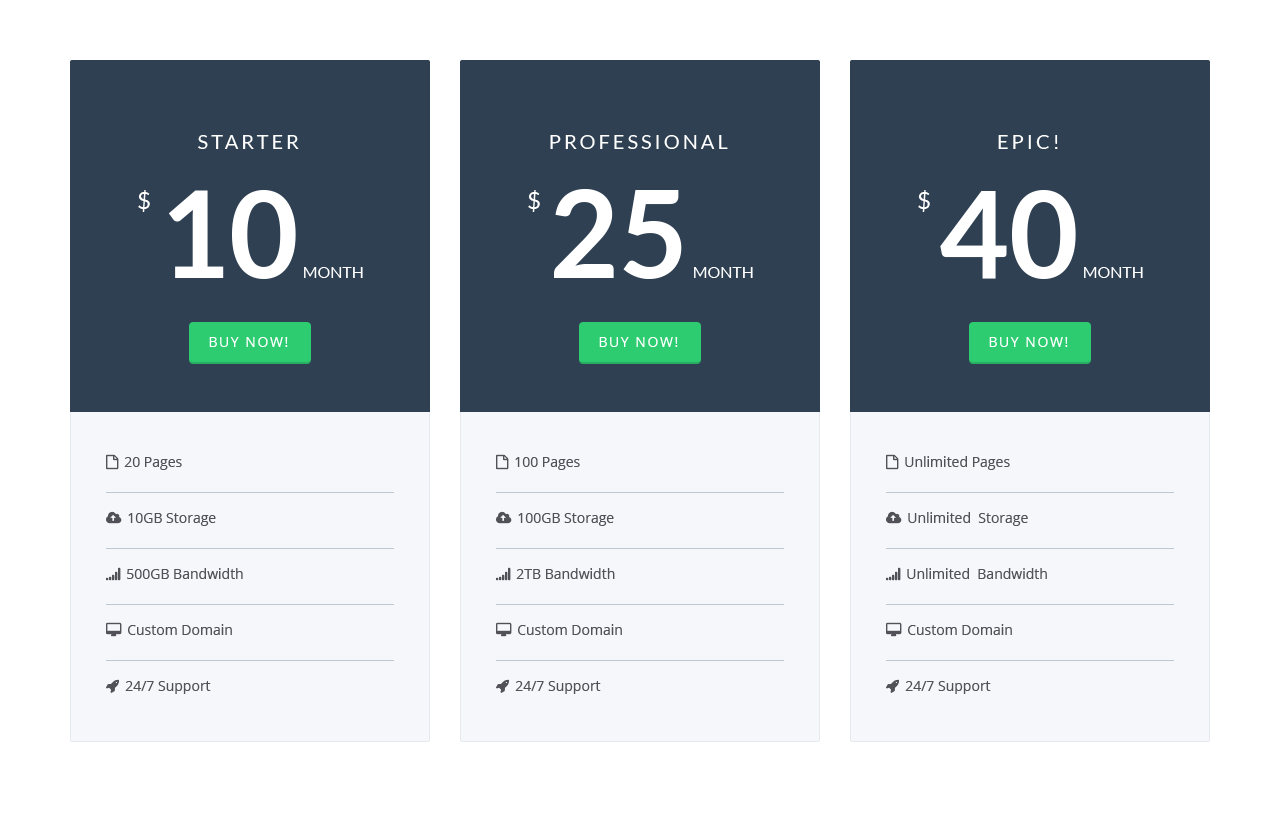 STARTER
$ 10 MONTH
BUY NOW!
20 Pages
10GB Storage
500GB Bandwidth
Custom Domain
24/7 Support
PROFESSIONAL
$ 25 MONTH
BUY NOW!
100 Pages
100GB Storage
2TB Bandwidth
Custom Domain
24/7 Support
EPIC!
$ 40 MONTH
BUY NOW!
Unlimited Pages
Unlimited  Storage
Unlimited  Bandwidth
Custom Domain
24/7 Support